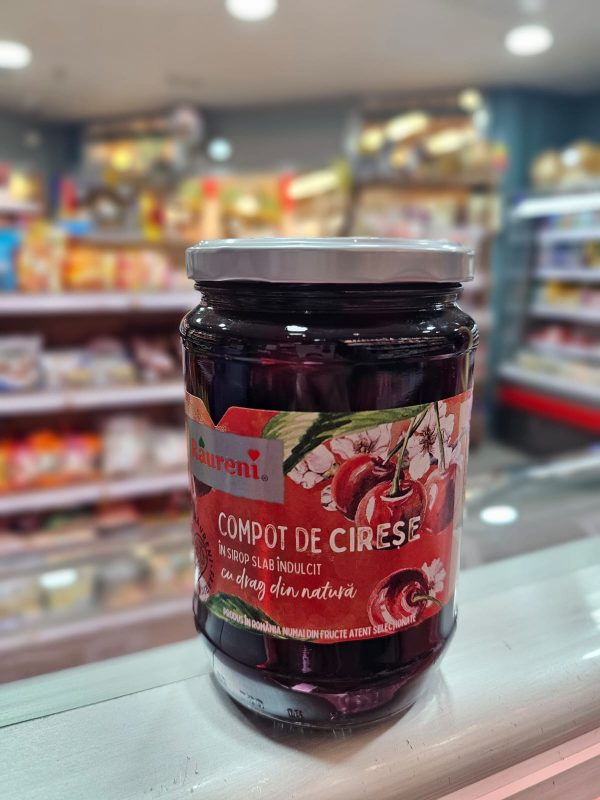 Râureni®
COMPOT DE CIREȘE
ÎN SIROP SLAB ÎNDULCIT
cu drag din natură
PRODUS ÎN ROMÂNIA NUMAI DIN FRUCTE ATENT SELECȚIONATE